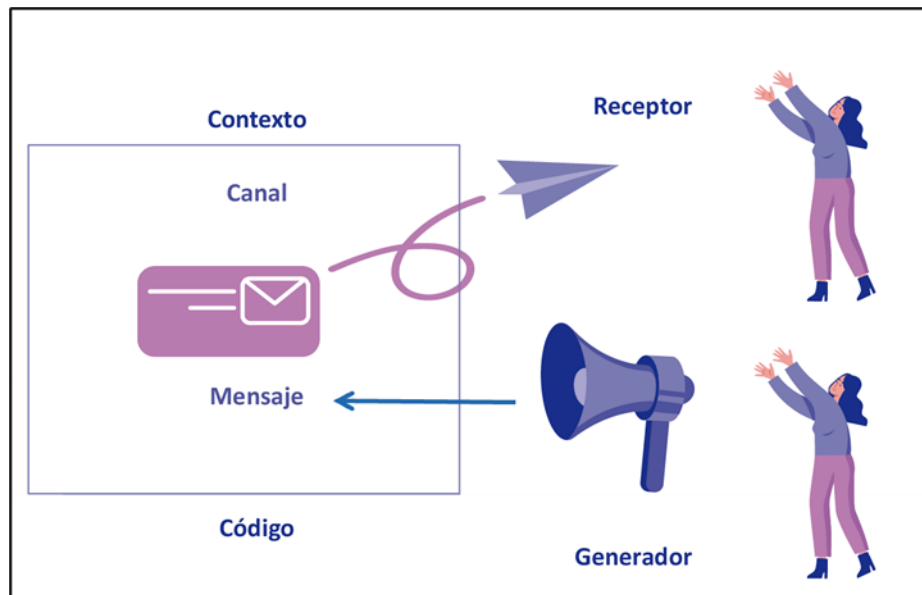 Contexto
Receptor
Canal
Mensaje
Código
Generador